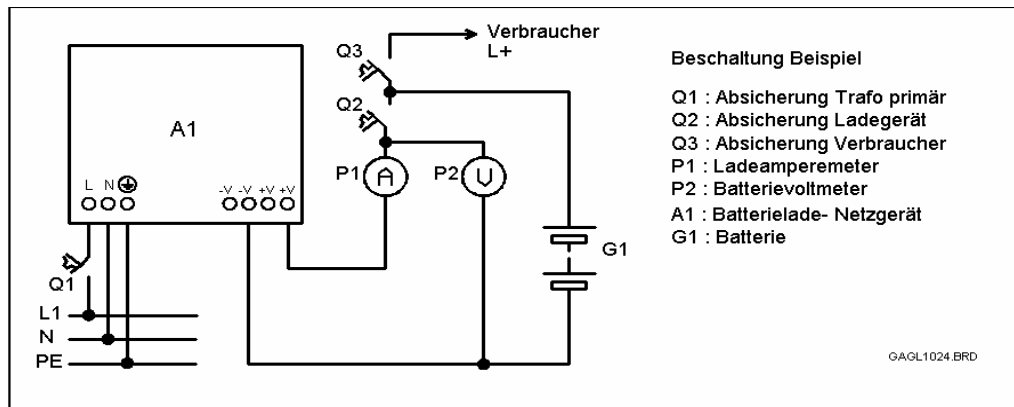 Verbraucher
L+
Q3
Q2
A1
P1 A
P2 V
L N
-V -V +V +V
Q1
G1
L1
N
PE
Beschaltung Beispiel
Q1 : Absicherung Trafo primär
Q2 : Absicherung Ladegerät
Q3 : Absicherung Verbraucher
P1 : Ladeamperemeter
P2 : Batterievoltmeter
A1 : Batterielade- Netzgerät
G1 : Batterie
GAGL1024.BRD